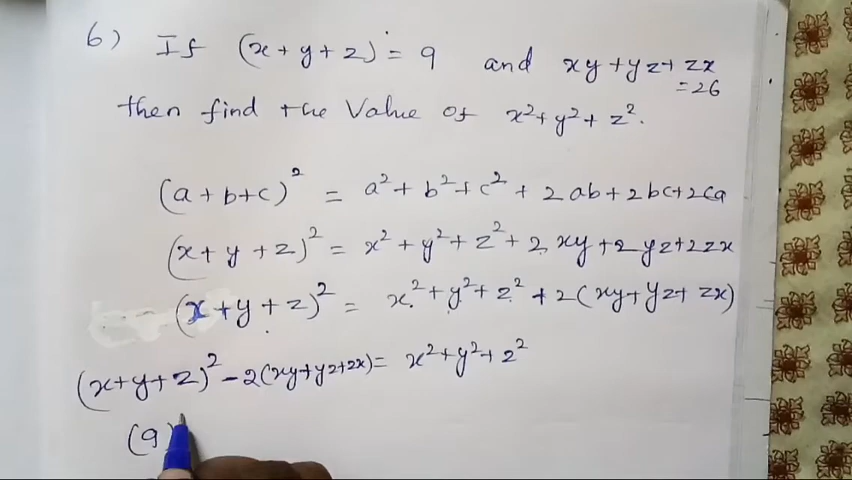 6) If (x + y + z) = 9 and xy + yz + zx = 26
then find the Value of x² + y² + z².
(a + b + c)² = a² + b² + c² + 2ab + 2bc + 2ca
(x + y + z)² = x² + y² + z² + 2xy + 2yz + 2zx
(x + y + z)² = x² + y² + z² + 2(xy + yz + zx)
(x + y + z)² - 2(xy + yz + zx) = x² + y² + z²
(9)